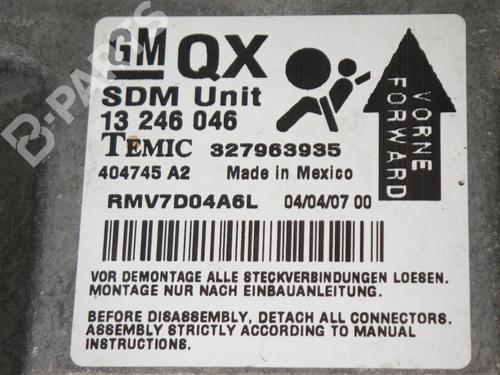 GM QX
SDM Unit
13 246 046
TEMIC 327963935
404745 A2 Made in Mexico
RMV7D04A6L 04/04/07 00
VORNE
FORWARD
VOR DEMONTAGE ALLE STECKVERBINDUNGEN LOESEN.
MONTAGE NUR NACH EINBAUANLEITUNG.
BEFORE DISASSEMBLY, DETACH ALL CONNECTORS.
ASSEMBLY STRICTLY ACCORDING TO MANUAL
INSTRUCTIONS.
B-PARTS
B-PARTS